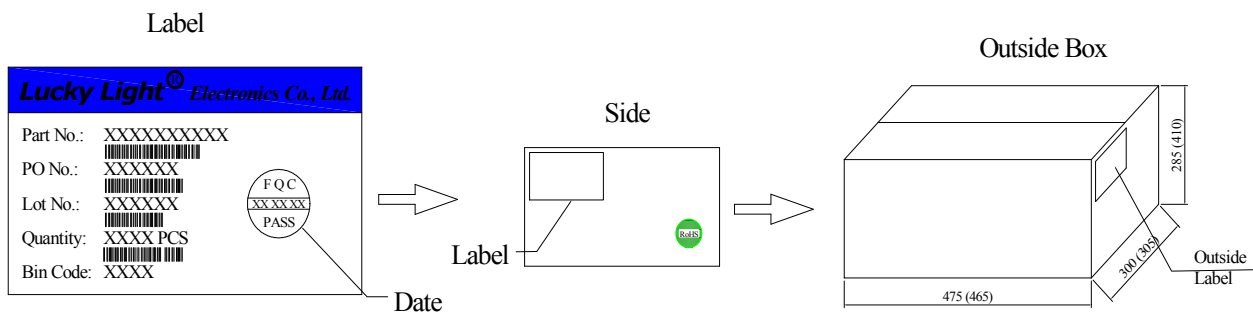 Label
Lucky Light® Electronics Co., Ltd.
Part No.: XXXXXXXXXX
PO No.: XXXXXX
Lot No.: XXXXXX
Quantity: XXXX PCS
Bin Code: XXXX
F Q C
XX XX XX
PASS
Date
Side
RoHS
Label
Outside Box
285 (410)
300 (305)
475 (465)
Outside
Label